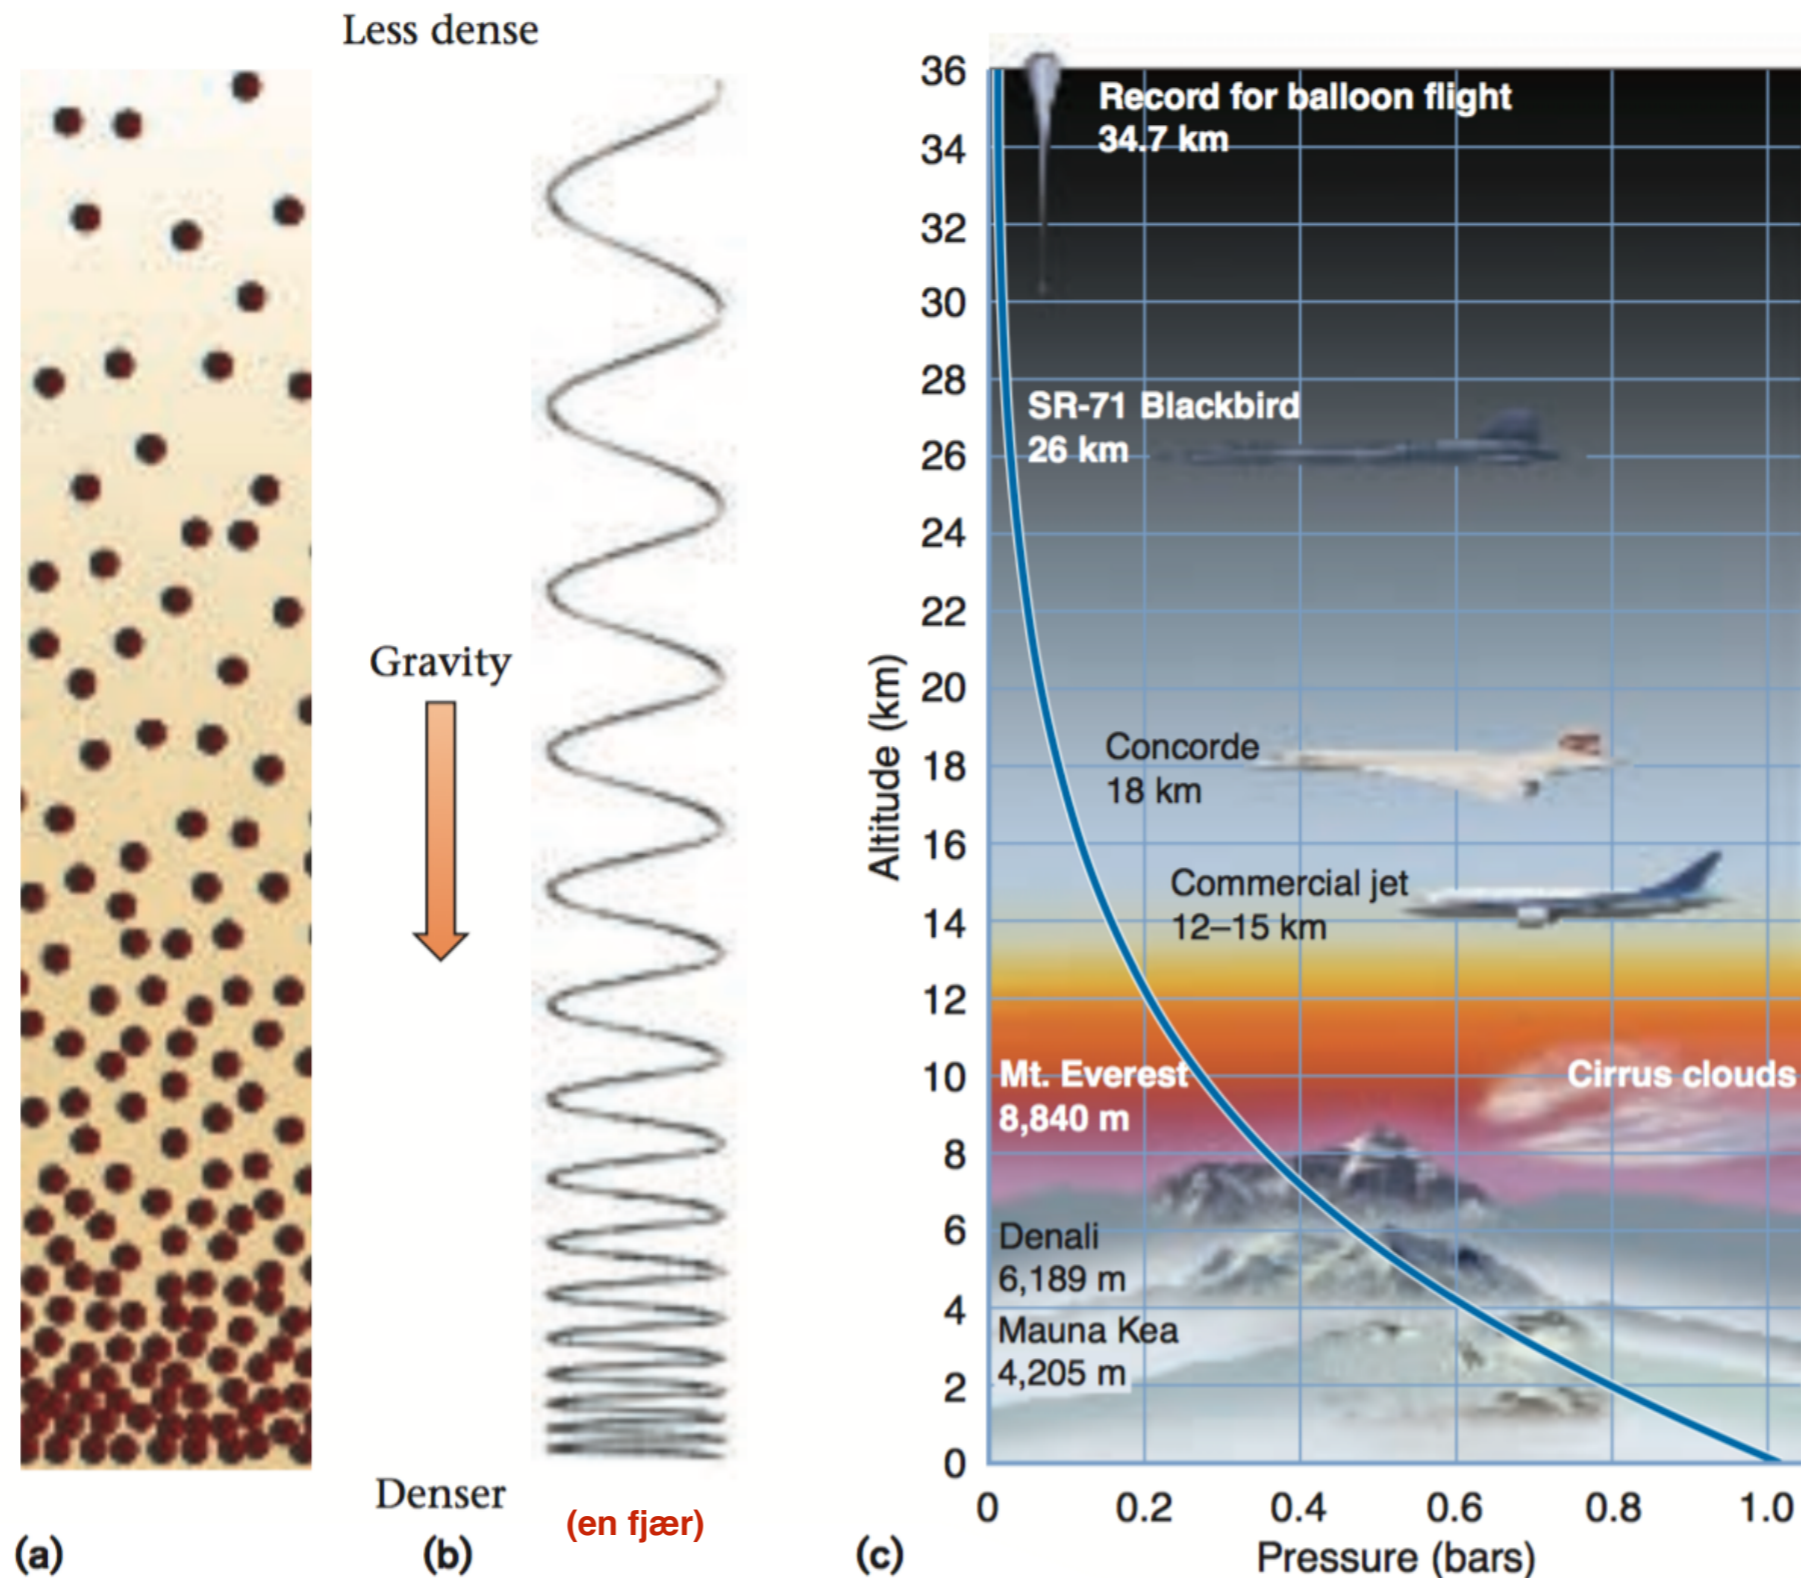 Less dense
Gravity
Denser
(en fjær)
(a)
(b)
36
34
32
30
28
26
24
22
20
18
16
14
12
10
8
6
4
2
0
Altitude (km)
Record for balloon flight
34.7 km
SR-71 Blackbird
26 km
Concorde
18 km
Commercial jet
12–15 km
Mt. Everest
8,840 m
Cirrus clouds
Denali
6,189 m
Mauna Kea
4,205 m
0 0.2 0.4 0.6 0.8 1.0
Pressure (bars)
(c)